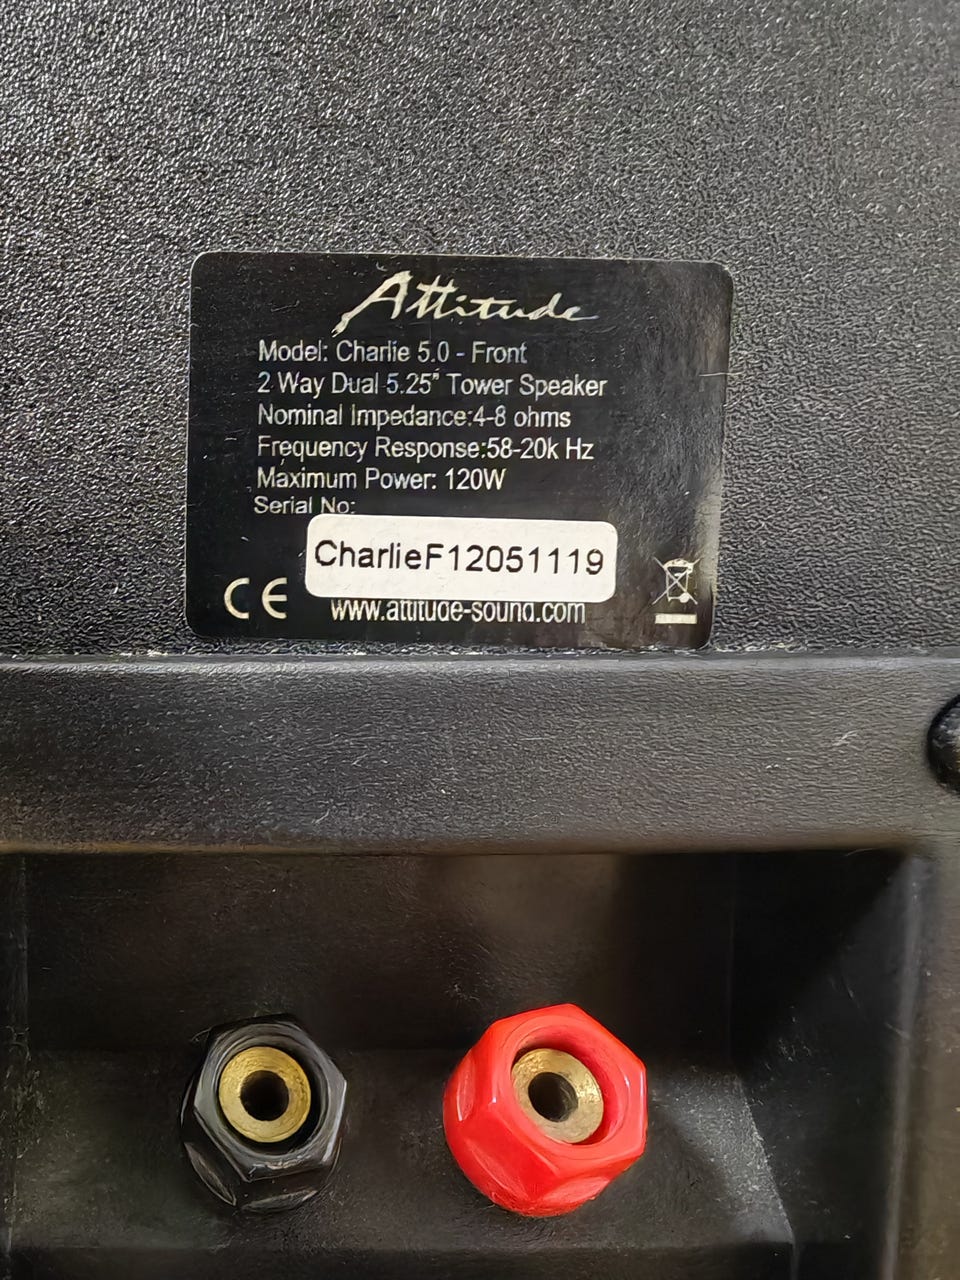 Attitude
Model: Charlie 5.0 - Front
2 Way Dual 5.25" Tower Speaker
Nominal Impedance:4-8 ohms
Frequency Response:58-20k Hz
Maximum Power: 120W
Serial No:
CharlieF12051119
CE www.attitude-sound.com